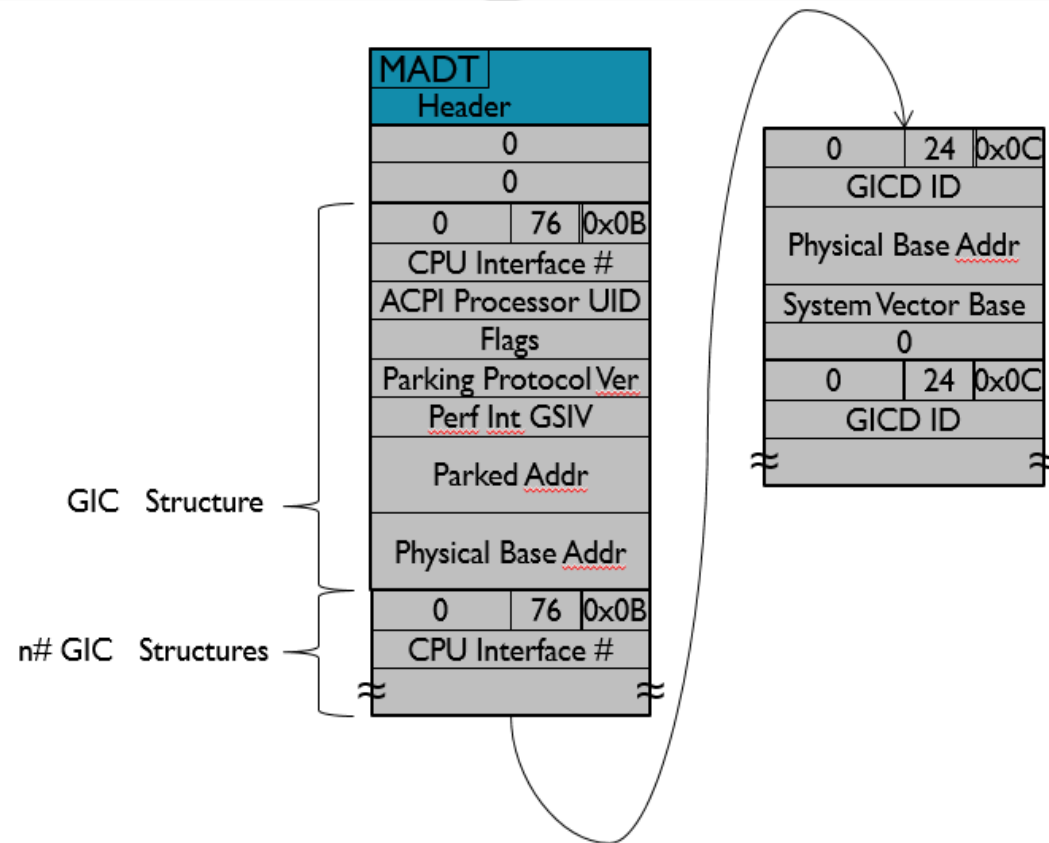 MADT
Header
0
0
0 76 0x0B
CPU Interface #
ACPI Processor UID
Flags
Parking Protocol Ver
Perf Int GSIV
Parked Addr
Physical Base Addr
0 76 0x0B
CPU Interface #
GIC Structure
n# GIC Structures
0 24 0x0C
GICD ID
Physical Base Addr
System Vector Base
0
0 24 0x0C
GICD ID